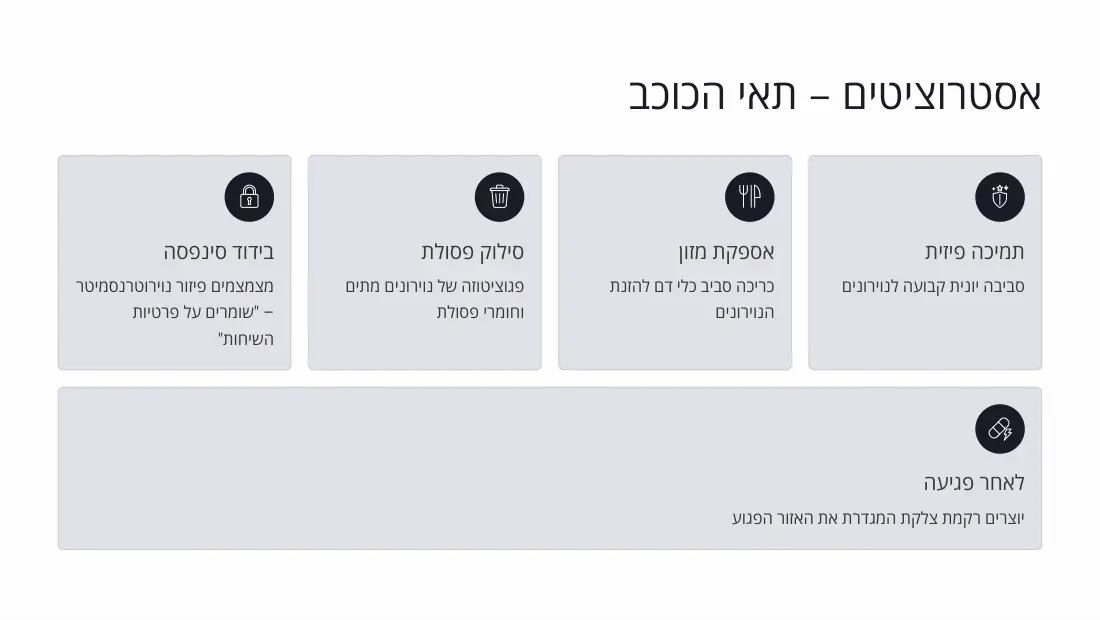 אסטרוציטים – תאי הכוכב
תמיכה פיזית
סביבה יונית קבועה לנוירונים
אספקת מזון
כריכה סביב כלי דם להזנת
הנוירונים
סילוק פסולת
פגוציטוזה של נוירונים מתים
וחומרי פסולת
בידוד סינפסה
מצמצמים פיזור נוירוטרנסמיטר
– "שומרים על פרטיות
השיחות"
לאחר פגיעה
יוצרים רקמת צלקת המגדרת את האזור הפגוע